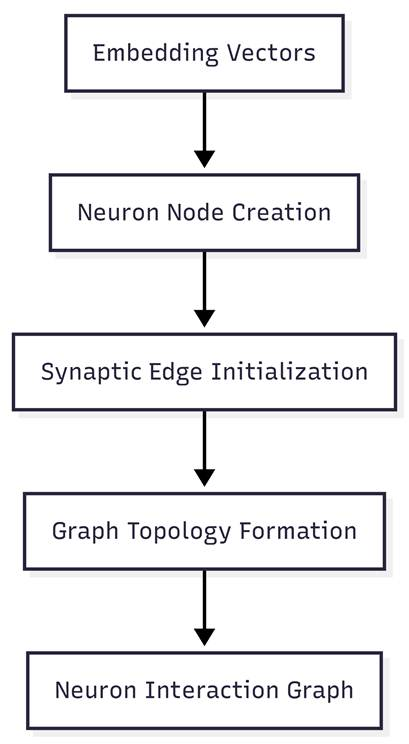 Embedding Vectors
Neuron Node Creation
Synaptic Edge Initialization
Graph Topology Formation
Neuron Interaction Graph